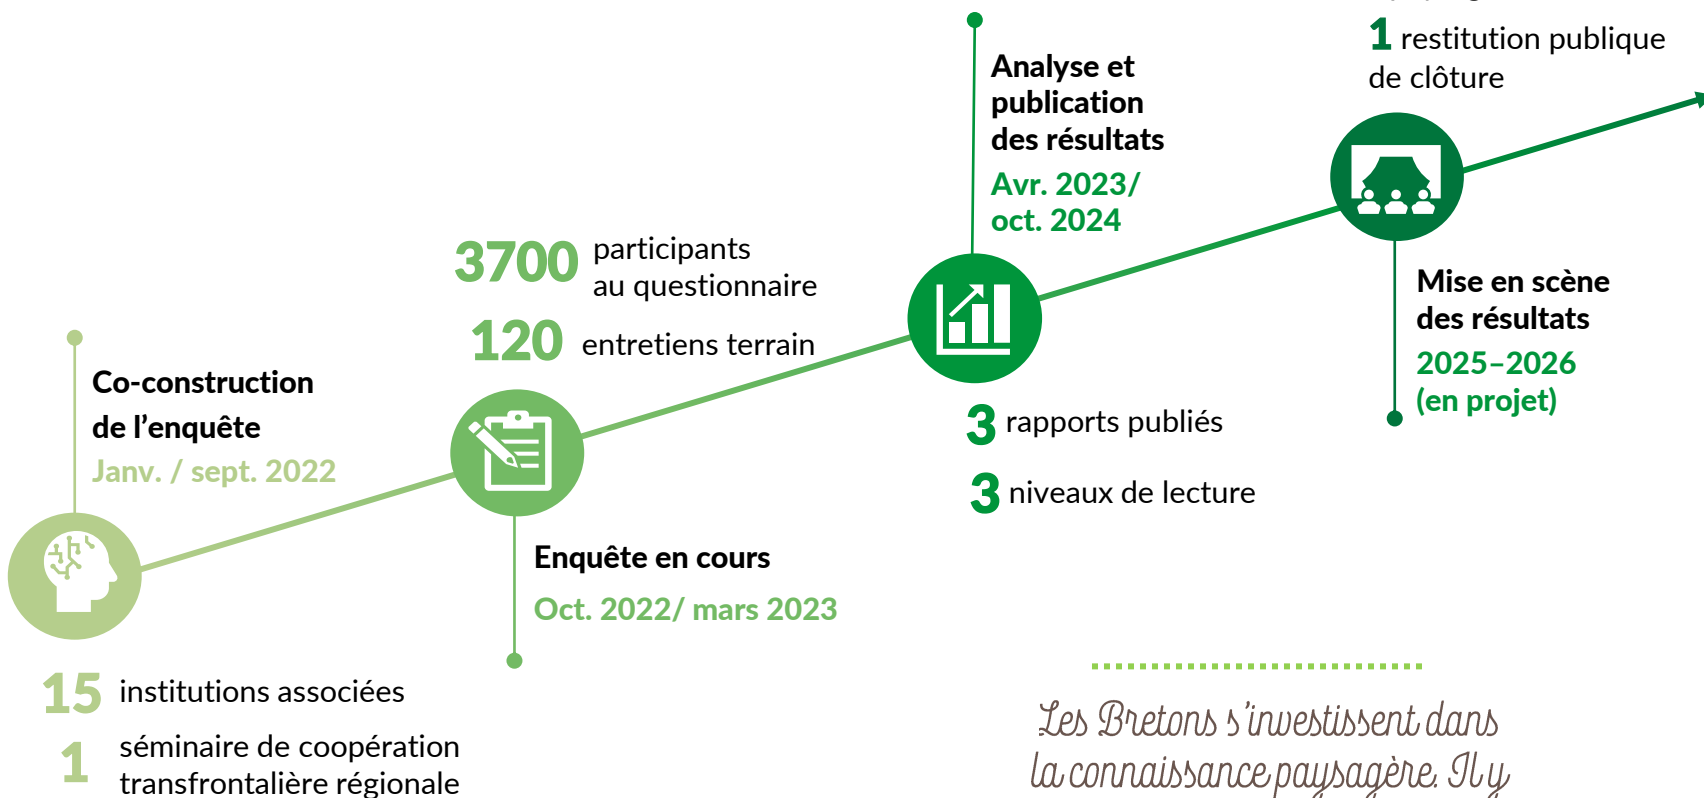 Co-construction
de l'enquête
Janv. / sept. 2022
15 institutions associées
1 séminaire de coopération
transfrontalière régionale
3700 participants
au questionnaire
120 entretiens terrain
Enquête en cours
Oct. 2022/ mars 2023
Analyse et
publication
des résultats
Avr. 2023/
oct. 2024
3 rapports publiés
3 niveaux de lecture
1 restitution publique
de clôture
Mise en scène
des résultats
2025–2026
(en projet)
Les Bretons s'investissent dans
la connaissance paysagère. Il y